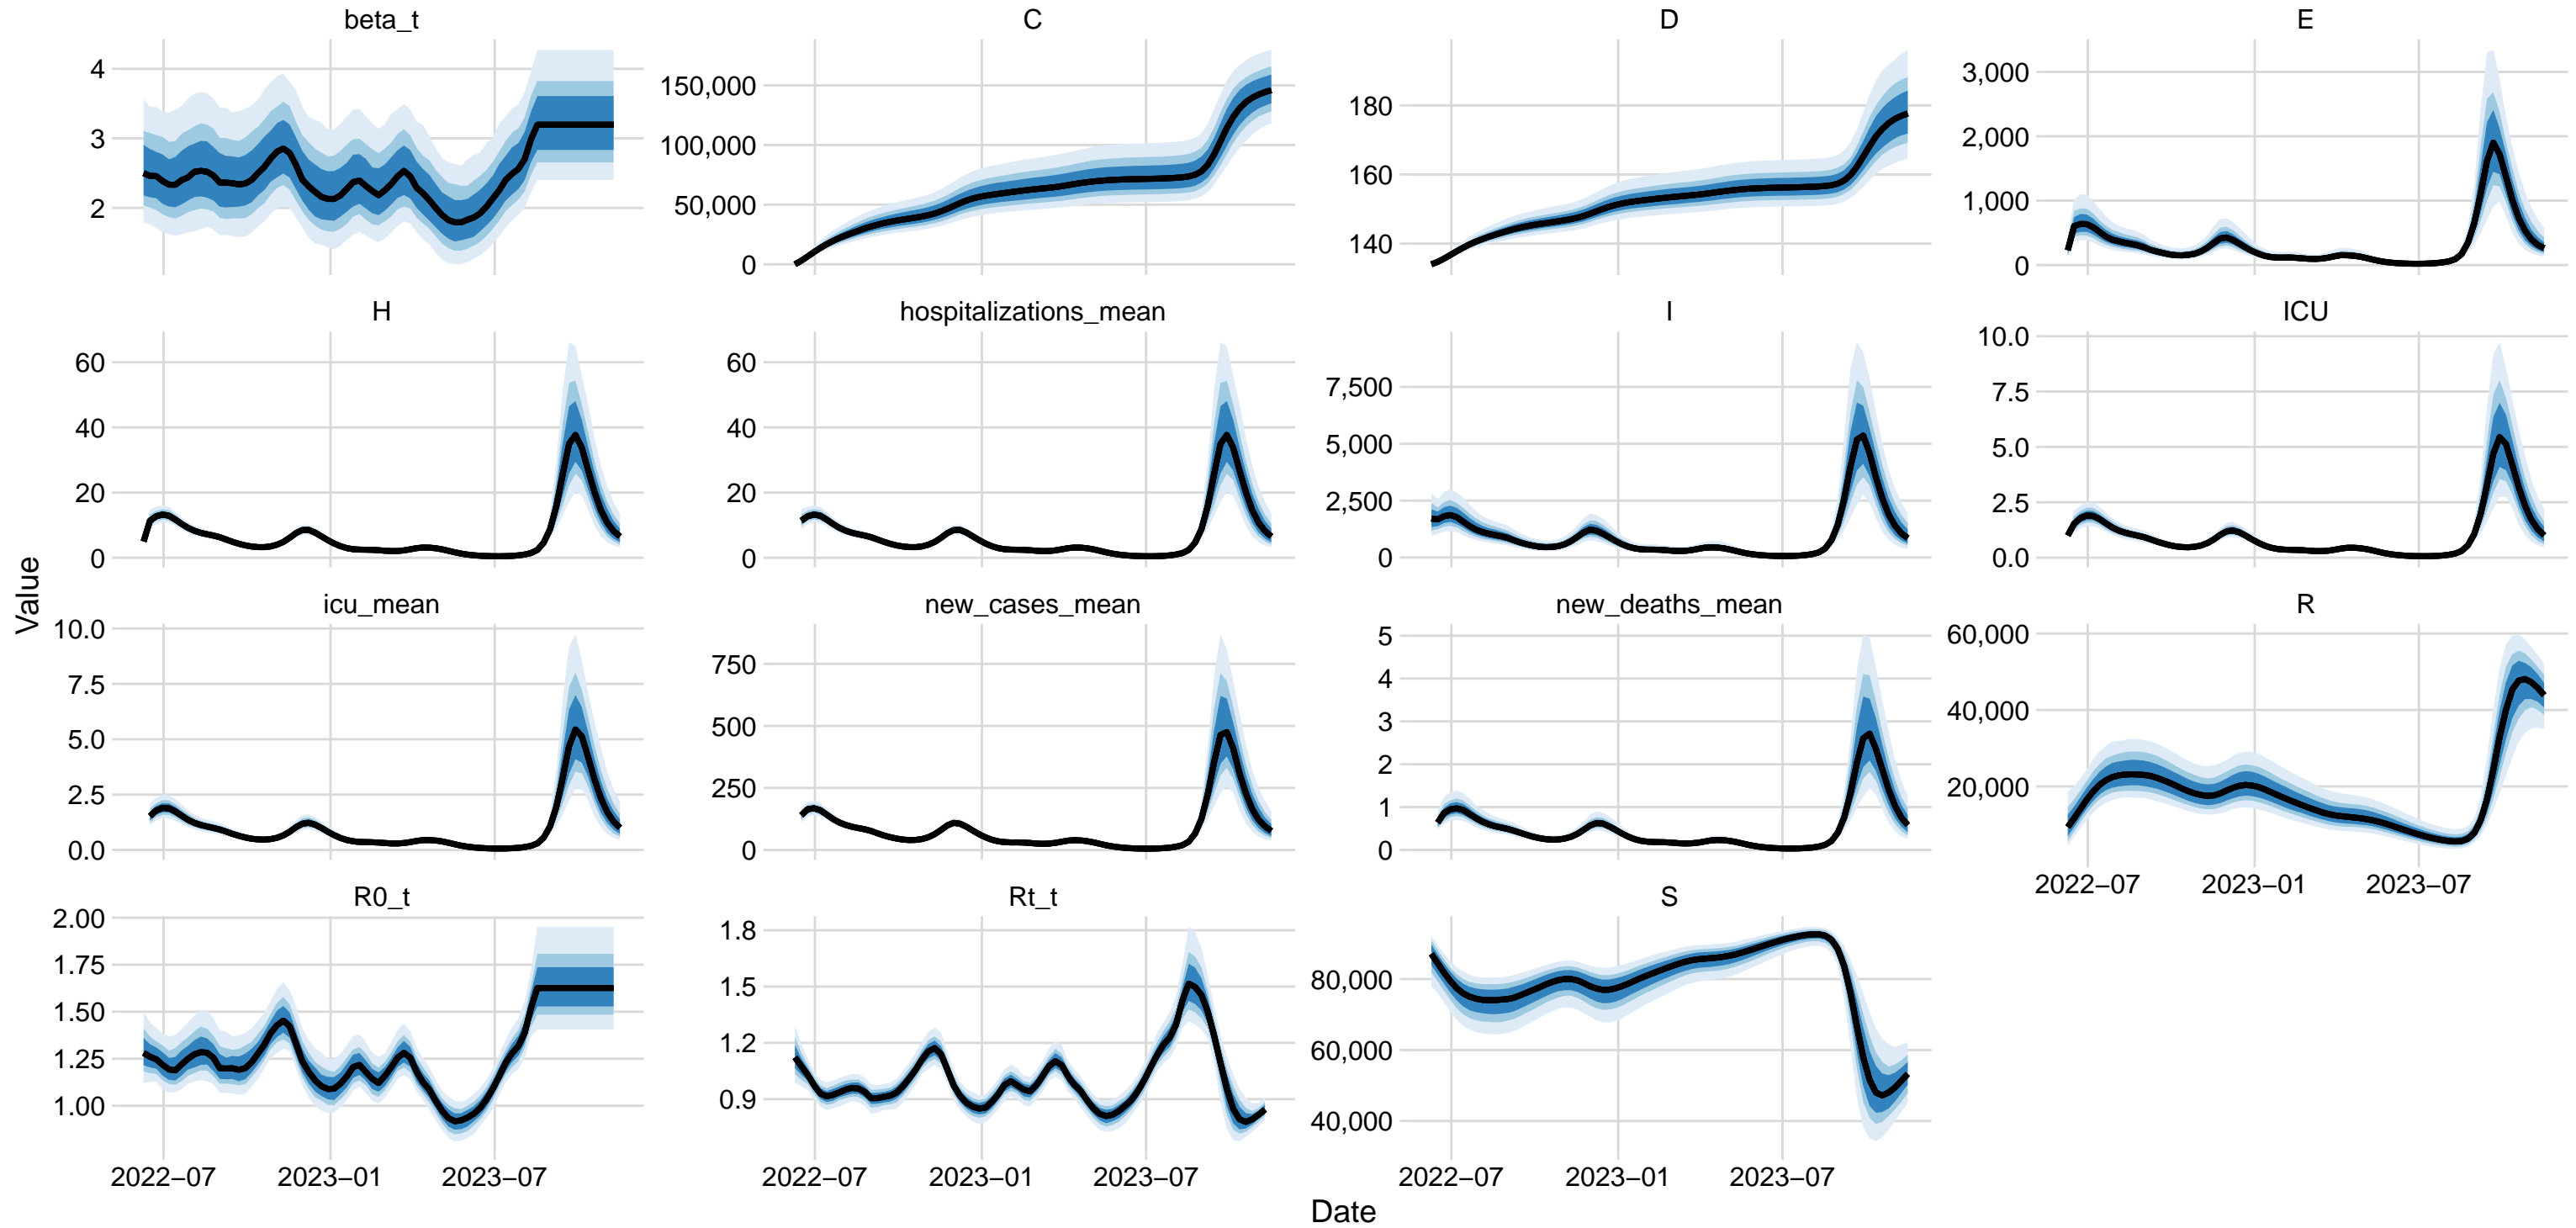 beta_t
C
D
E
4
3
2
150,000
100,000
50,000
0
180
160
140
3,000
2,000
1,000
0
H
hospitalizations_mean
I
ICU
60
40
20
0
60
40
20
0
7,500
5,000
2,500
0
10.0
7.5
5.0
2.5
0.0
Value
icu_mean
new_cases_mean
new_deaths_mean
R
10.0
7.5
5.0
2.5
0.0
750
500
250
0
5
4
3
2
1
0
60,000
40,000
20,000
2022–07 2023–01 2023–07
R0_t
Rt_t
S
2.00
1.75
1.50
1.25
1.00
1.8
1.5
1.2
0.9
80,000
60,000
40,000
2022–07 2023–01 2023–07
2022–07 2023–01 2023–07
2022–07 2023–01 2023–07
Date